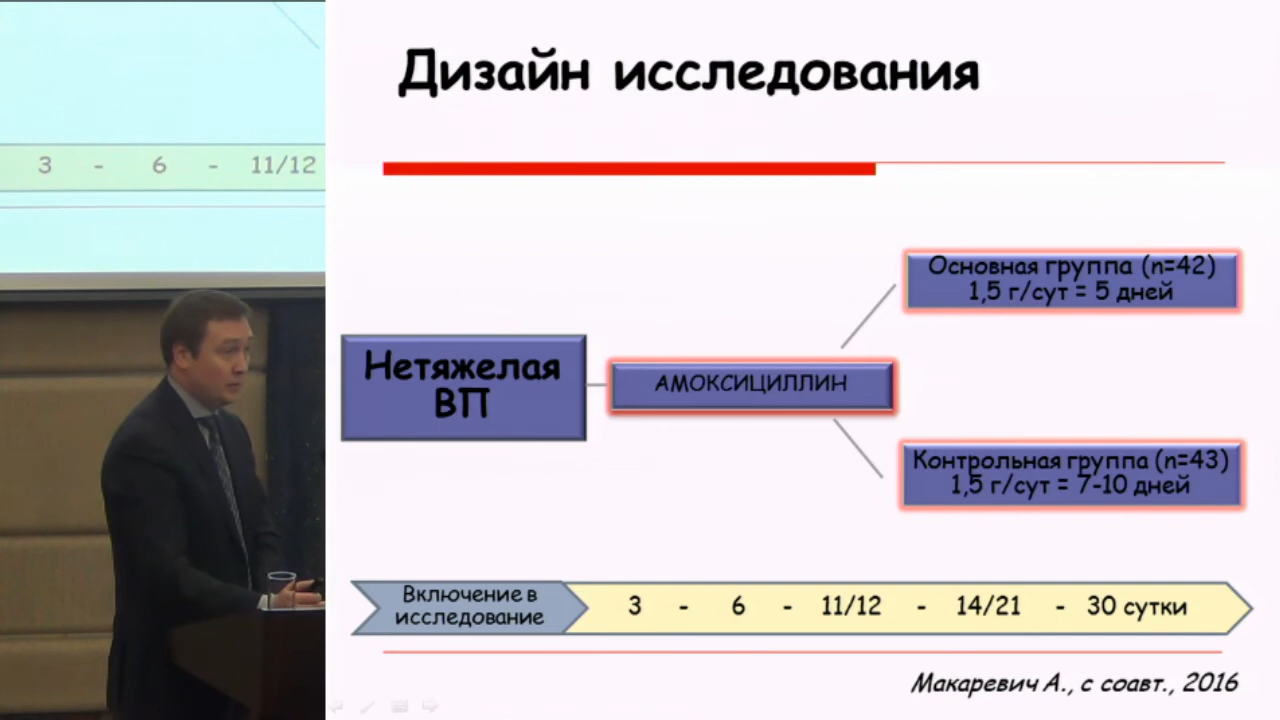 3 - 6 - 11/12
Дизайн исследования
Основная группа (n=42)
1,5 г/сут = 5 дней
Нетяжелая
ВП
АМОКСИЦИЛЛИН
Контрольная группа (n=43)
1,5 г/сут = 7-10 дней
Включение в
исследование
3 - 6 - 11/12 - 14/21 - 30 сутки
Макаревич А., с соавт., 2016